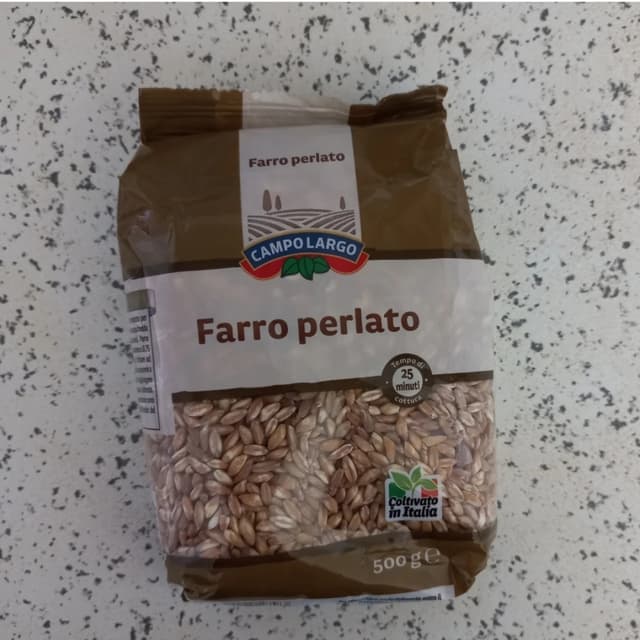 Farro perlato
CAMPO LARGO
Farro perlato
Tempo di
25
minuti
cottura
Coltivato
in Italia
500 g e